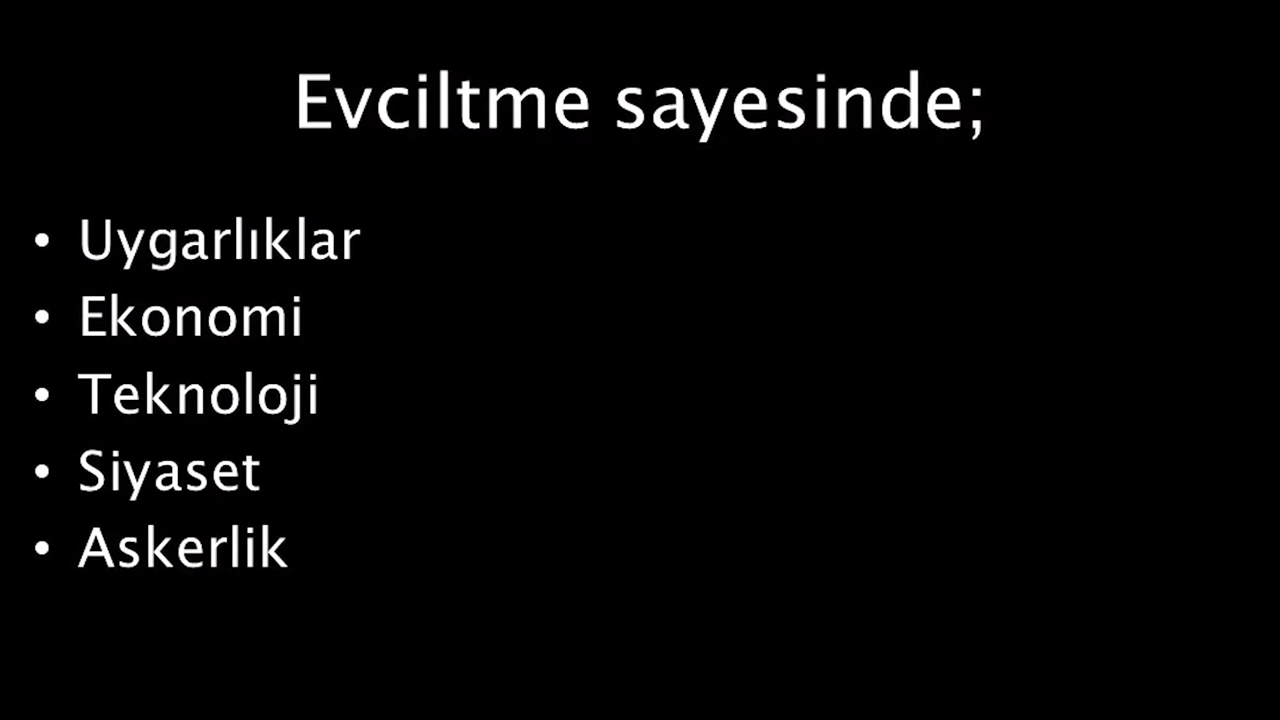 Evciltme sayesinde;
• Uygarlıklar
• Ekonomi
• Teknoloji
• Siyaset
• Askerlik